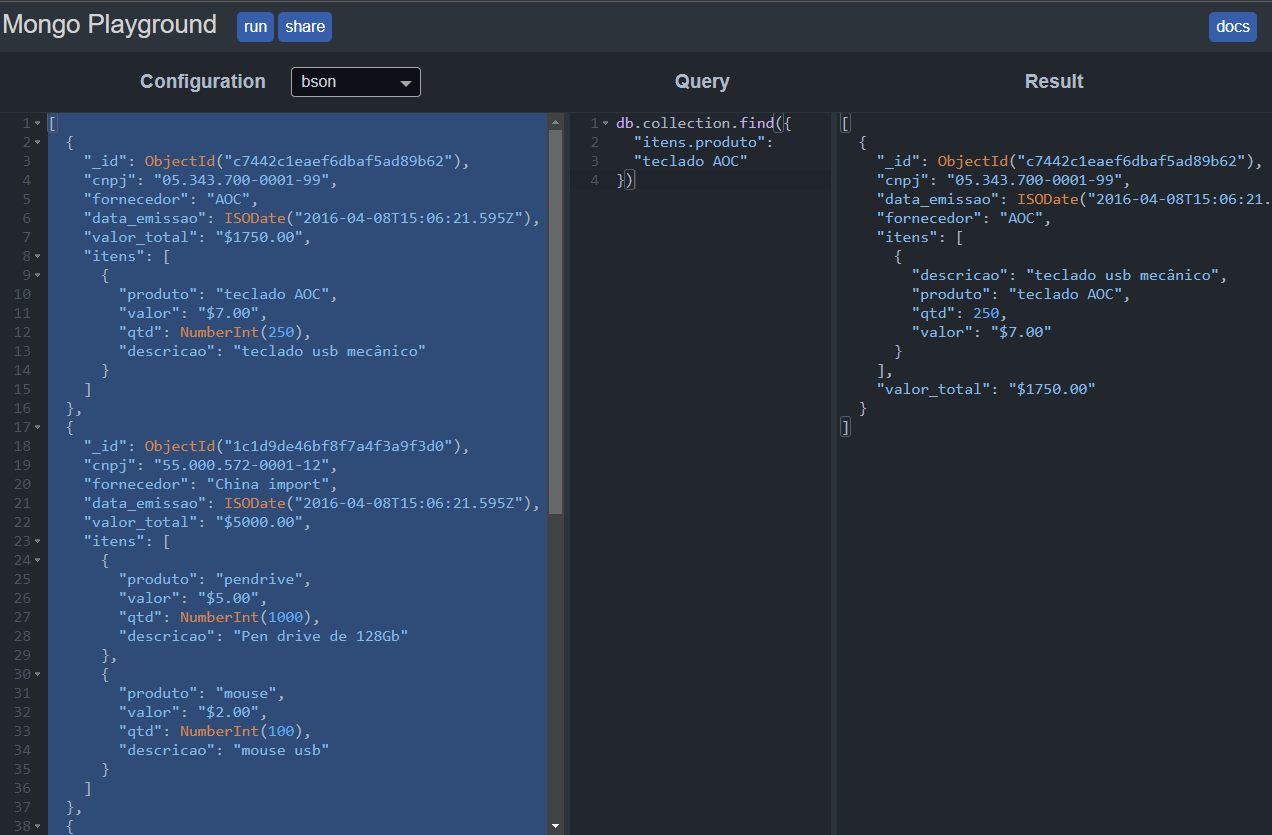 Mongo Playground run share docs
Configuration bson Query Result
1 [
2 {
3 "_id": ObjectId("c7442c1eaef6dbaf5ad89b62"),
4 "cnpj": "05.343.700-0001-99",
5 "fornecedor": "AOC",
6 "data_emissao": ISODate("2016-04-08T15:06:21.595Z"),
7 "valor_total": "$1750.00",
8 "itens": [
9 {
10 "produto": "teclado AOC",
11 "valor": "$7.00",
12 "qtd": NumberInt(250),
13 "descricao": "teclado usb mecânico"
14 }
15 ]
16 },
17 {
18 "_id": ObjectId("1c1d9de46bf8f7a4f3a9f3d0"),
19 "cnpj": "55.000.572-0001-12",
20 "fornecedor": "China import",
21 "data_emissao": ISODate("2016-04-08T15:06:21.595Z"),
22 "valor_total": "$5000.00",
23 "itens": [
24 {
25 "produto": "pendrive",
26 "valor": "$5.00",
27 "qtd": NumberInt(1000),
28 "descricao": "Pen drive de 128Gb"
29 },
30 {
31 "produto": "mouse",
32 "valor": "$2.00",
33 "qtd": NumberInt(100),
34 "descricao": "mouse usb"
35 }
36 ]
37 },
38 {
1 db.collection.find({
2 "itens.produto":
3 "teclado AOC"
4 })
[
{
"_id": ObjectId("c7442c1eaef6dbaf5ad89b62"),
"cnpj": "05.343.700-0001-99",
"data_emissao": ISODate("2016-04-08T15:06:21.
"fornecedor": "AOC",
"itens": [
{
"descricao": "teclado usb mecânico",
"produto": "teclado AOC",
"qtd": 250,
"valor": "$7.00"
}
],
"valor_total": "$1750.00"
}
]